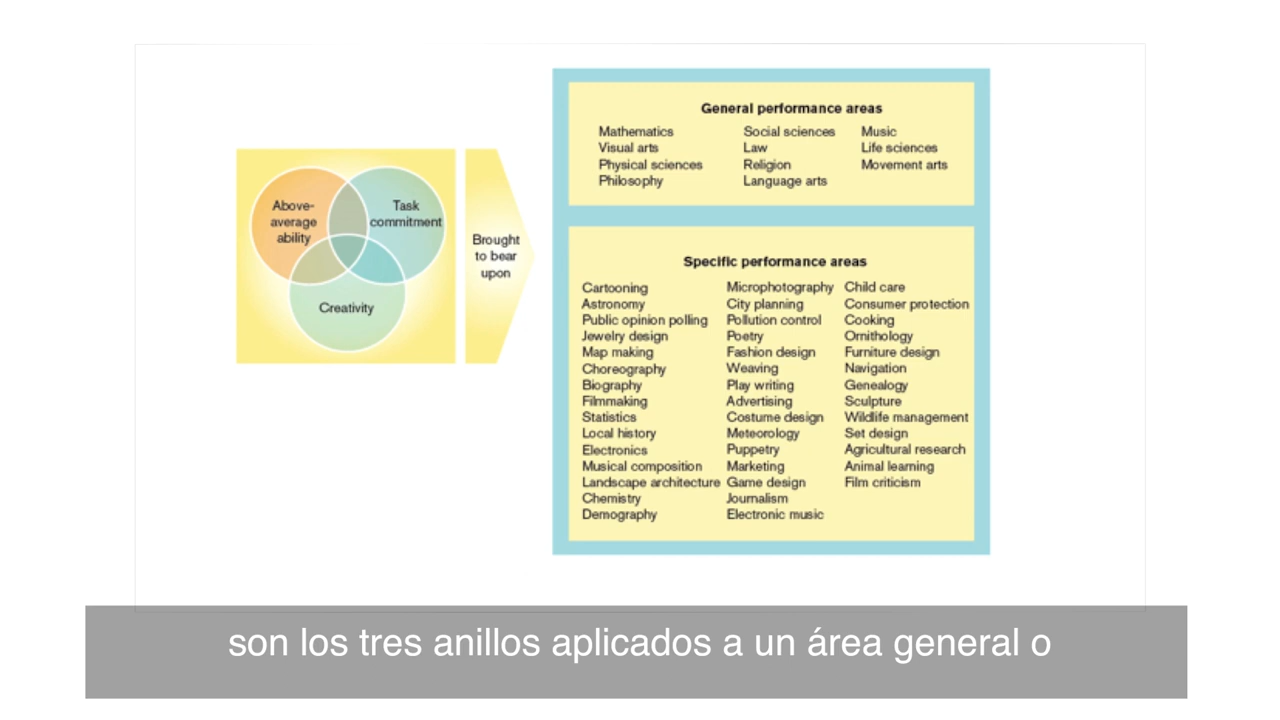 Above-
average
ability
Task
commitment
Creativity
Brought
to bear
upon
General performance areas
Mathematics
Visual arts
Physical sciences
Philosophy
Social sciences
Law
Religion
Language arts
Music
Life sciences
Movement arts
Specific performance areas
Cartooning
Astronomy
Public opinion polling
Jewelry design
Map making
Choreography
Biography
Filmmaking
Statistics
Local history
Electronics
Musical composition
Landscape architecture
Chemistry
Demography
Microphotography
City planning
Pollution control
Poetry
Fashion design
Weaving
Play writing
Advertising
Costume design
Meteorology
Puppetry
Marketing
Game design
Journalism
Electronic music
Child care
Consumer protection
Cooking
Ornithology
Furniture design
Navigation
Genealogy
Sculpture
Wildlife management
Set design
Agricultural research
Animal learning
Film criticism
son los tres anillos aplicados a un área general o